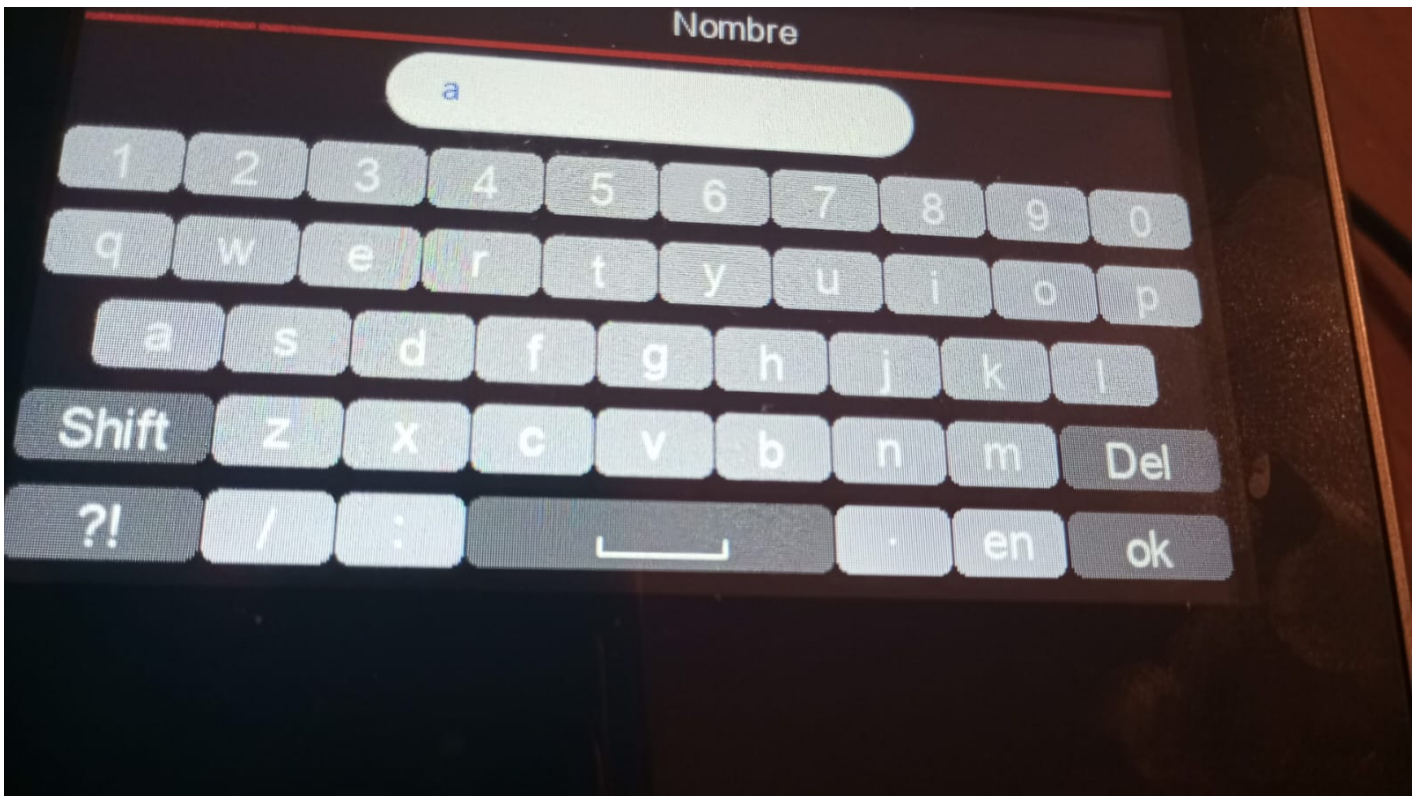 Nombre
a
1 2 3 4 5 6 7 8 9 0
q w e r t y u i o p
a s d f g h j k l
Shift z x c v b n m Del
?! / : . en ok